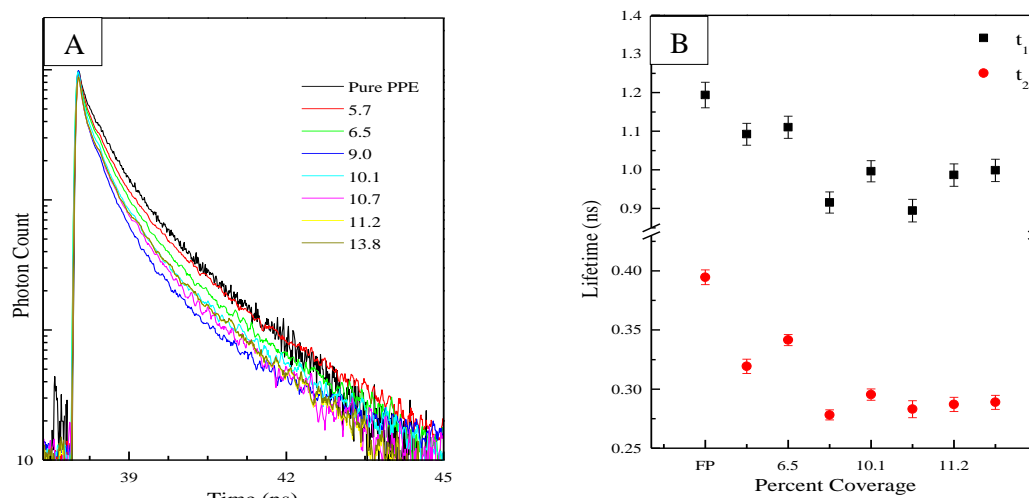 A
Pure PPE
5.7
6.5
9.0
10.1
10.7
11.2
13.8
Photon Count
10
39
42
45
Time (ns)
B
t1
t2
1.4
1.3
1.2
1.1
1.0
0.9
0.40
0.35
0.30
0.25
Lifetime (ns)
FP
6.5
10.1
11.2
Percent Coverage